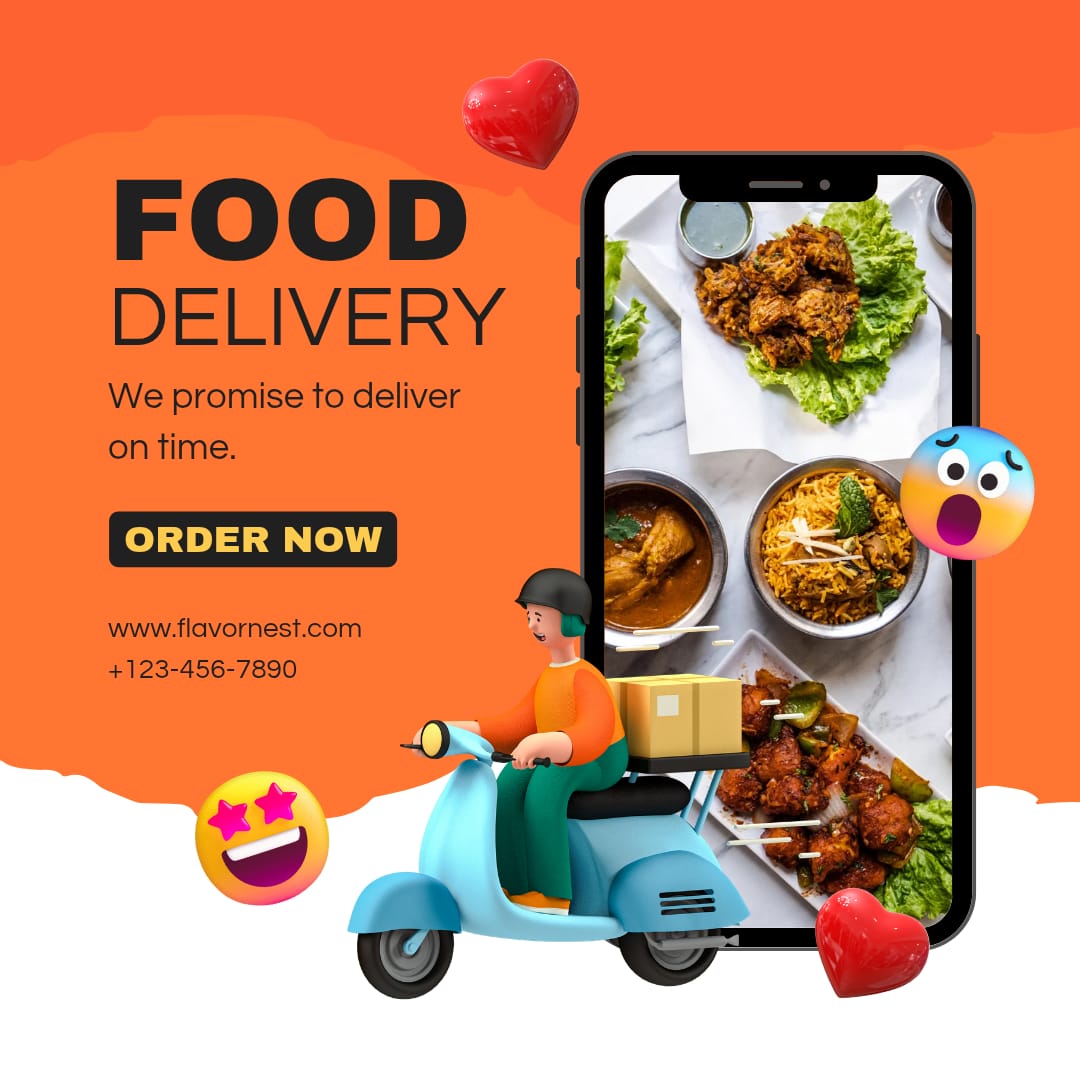 FOOD
DELIVERY
We promise to deliver
on time.
ORDER NOW
www.flavornest.com
+123-456-7890